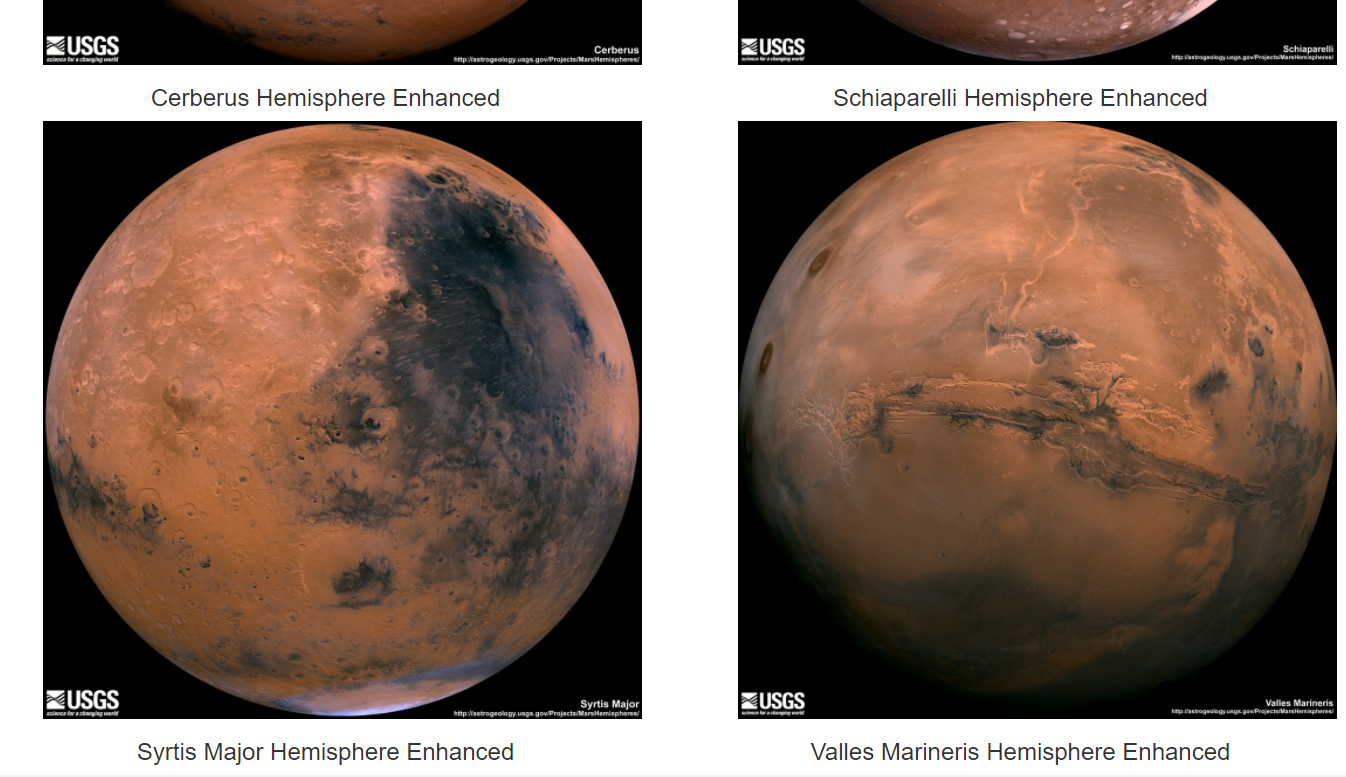 USGS
science for a changing world
Cerberus
http://astrogeology.usgs.gov/Projects/MarsHemispheres/
USGS
science for a changing world
Schiaparelli
http://astrogeology.usgs.gov/Projects/MarsHemispheres/
Cerberus Hemisphere Enhanced
Schiaparelli Hemisphere Enhanced
USGS
science for a changing world
Syrtis Major
http://astrogeology.usgs.gov/Projects/MarsHemispheres/
USGS
science for a changing world
Valles Marineris
http://astrogeology.usgs.gov/Projects/MarsHemispheres/
Syrtis Major Hemisphere Enhanced
Valles Marineris Hemisphere Enhanced